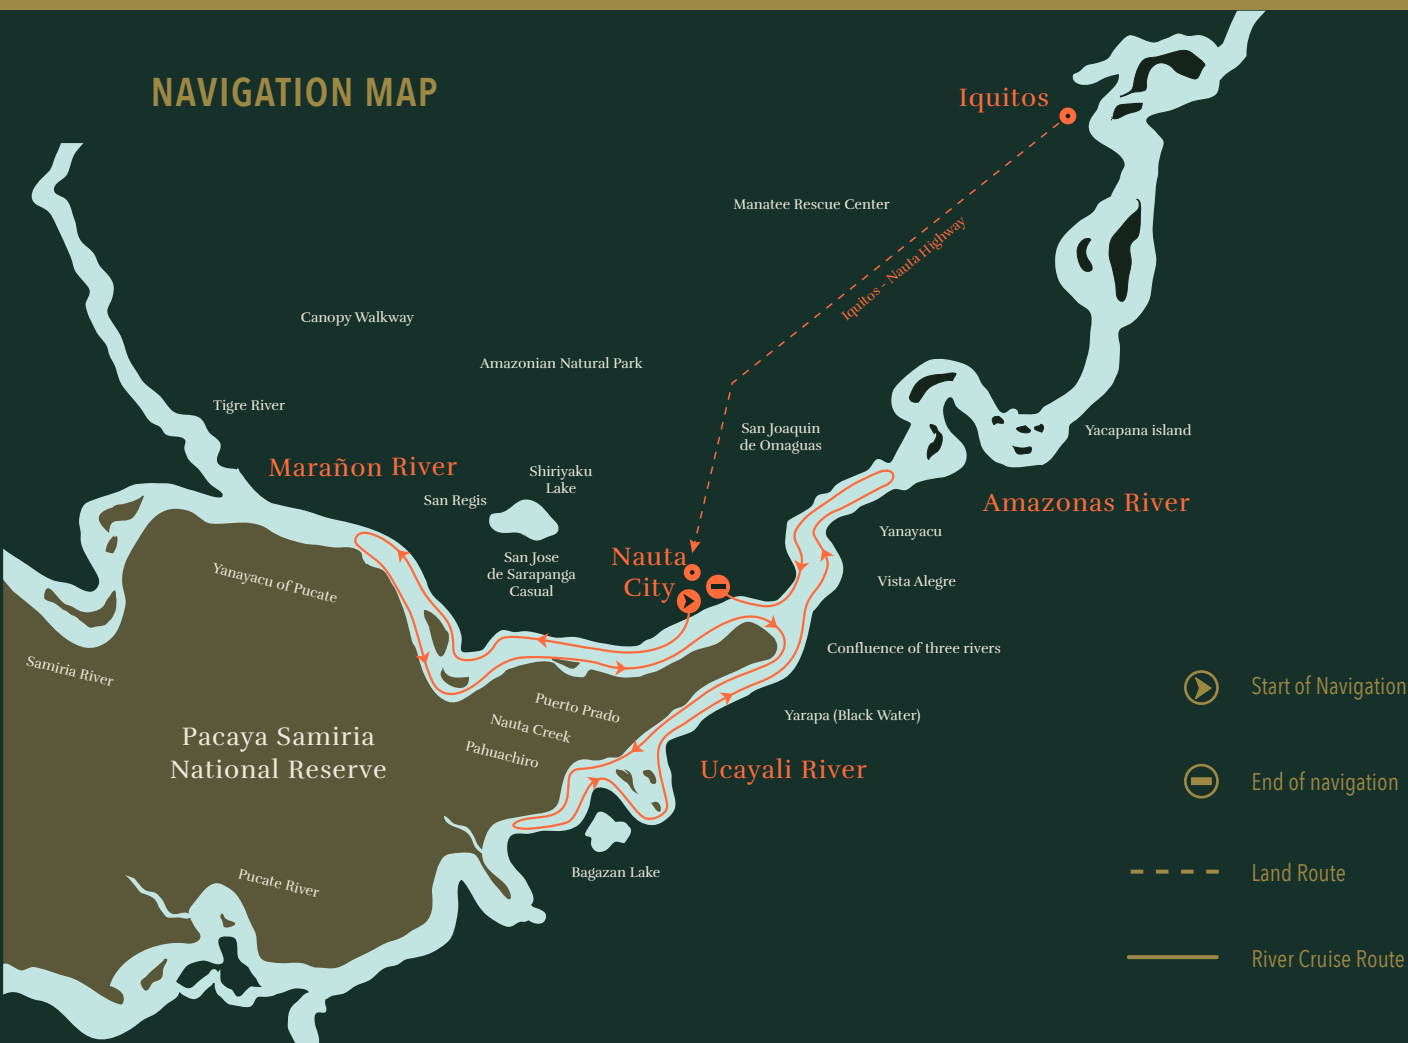 NAVIGATION MAP
Iquitos
Manatee Rescue Center
Iquitos - Nauta Highway
Canopy Walkway
Amazonian Natural Park
Tigre River
San Joaquin
de Omaguas
Yacapana island
Marañon River
Shiriyaku
Lake
San Regis
Amazonas River
Yanayacu
San Jose
de Sarapanga
Casual
Nauta
City
Yanayacu of Pucate
Vista Alegre
Confluence of three rivers
Samiria River
Puerto Prado
Nauta Creek
Pahuachiro
Yarapa (Black Water)
Pacaya Samiria
National Reserve
Ucayali River
Bagazan Lake
Pucate River
Start of Navigation
End of navigation
Land Route
River Cruise Route